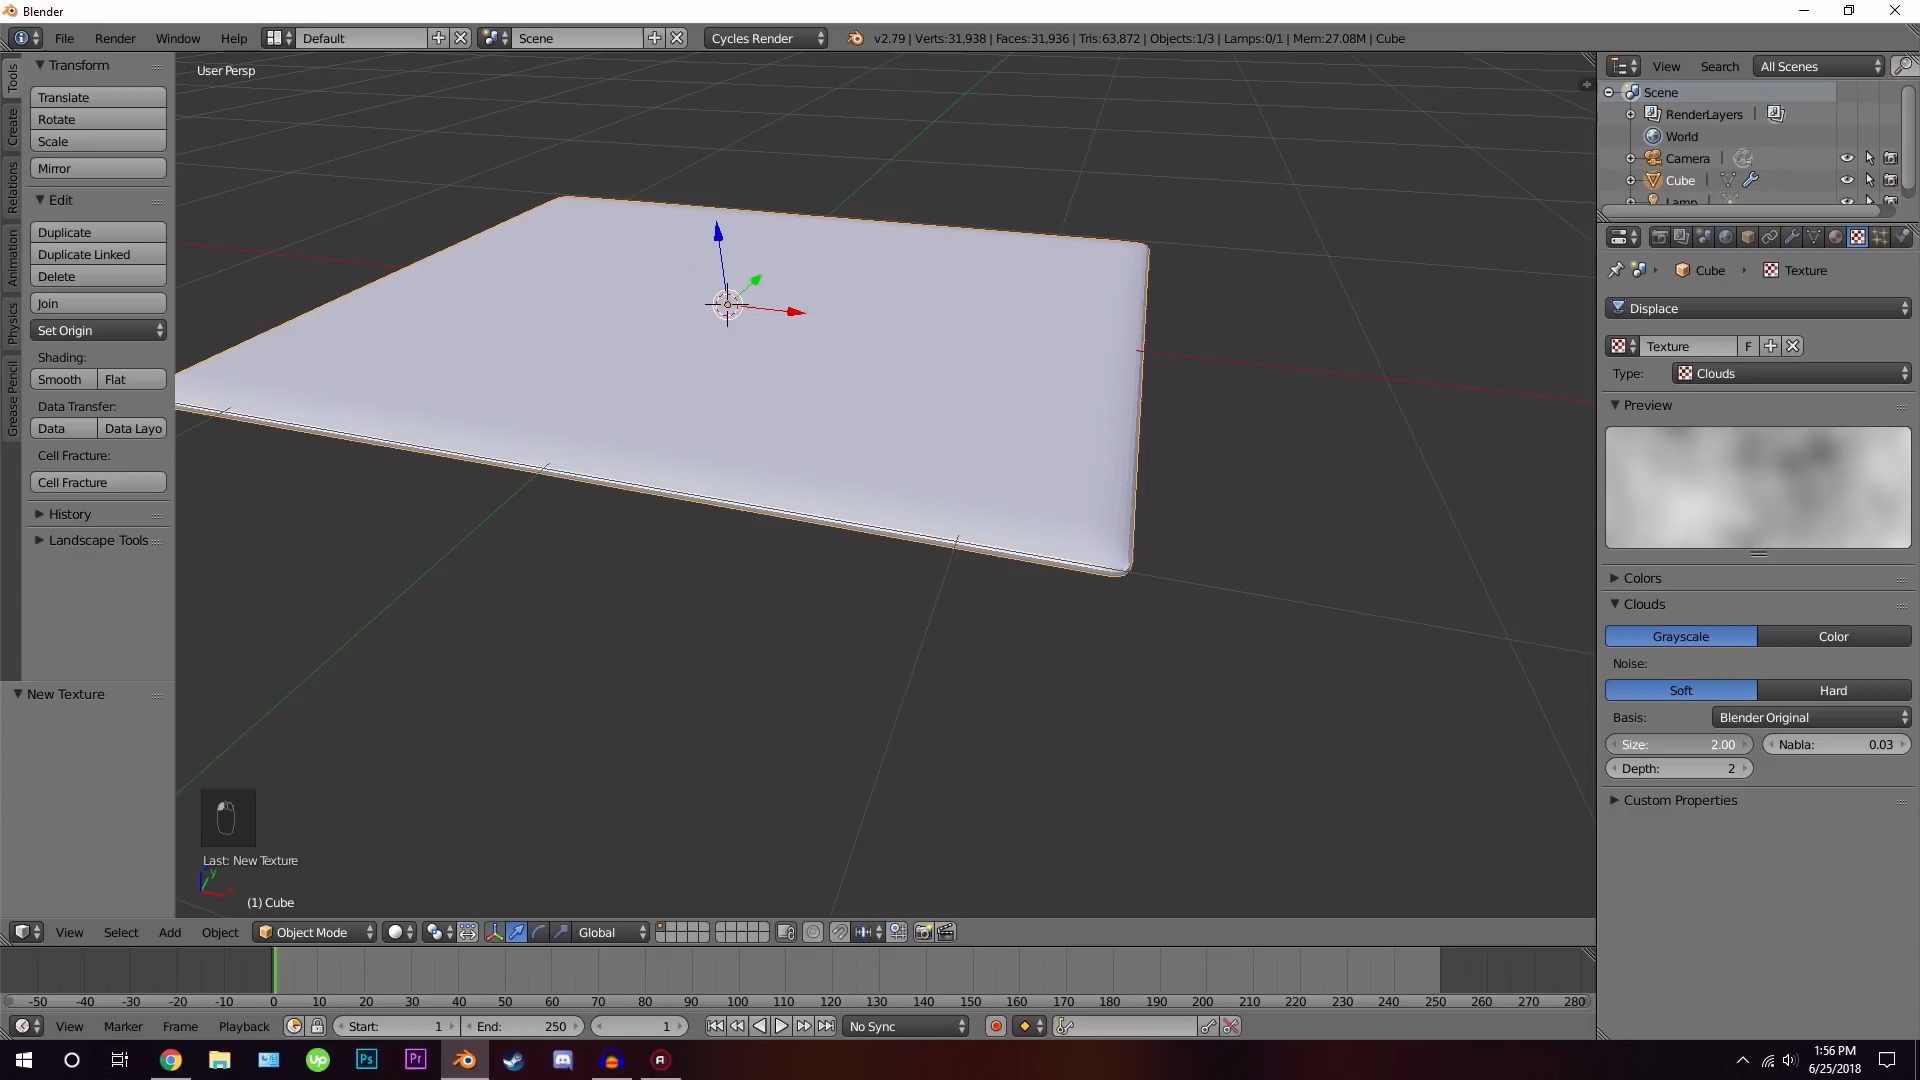 Blender
File Render Window Help Default Scene Cycles Render v2.79 | Verts:31,938 | Faces:31,936 | Tris:63,872 | Objects:1/3 | Lamps:0/1 | Mem:27.08M | Cube
Tools
Create
Relations
Animation
Physics
Grease Pencil
Transform
Translate
Rotate
Scale
Mirror
Edit
Duplicate
Duplicate Linked
Delete
Join
Set Origin
Shading:
Smooth Flat
Data Transfer:
Data Data Layo
Cell Fracture:
Cell Fracture
History
Landscape Tools
New Texture
User Persp
Last: New Texture
y
(1) Cube
View Search All Scenes
Scene
RenderLayers
World
Camera
Cube
Lamp
Cube Texture
Displace
Texture F
Type: Clouds
Preview
Colors
Clouds
Grayscale Color
Noise:
Soft Hard
Basis: Blender Original
Size: 2.00 Nabla: 0.03
Depth: 2
Custom Properties
View Select Add Object Object Mode Global
-50 -40 -30 -20 -10 0 10 20 30 40 50 60 70 80 90 100 110 120 130 140 150 160 170 180 190 200 210 220 230 240 250 260 270 280
View Marker Frame Playback Start: 1 End: 250 1 No Sync
up Ps Pr
1:56 PM
6/25/2018